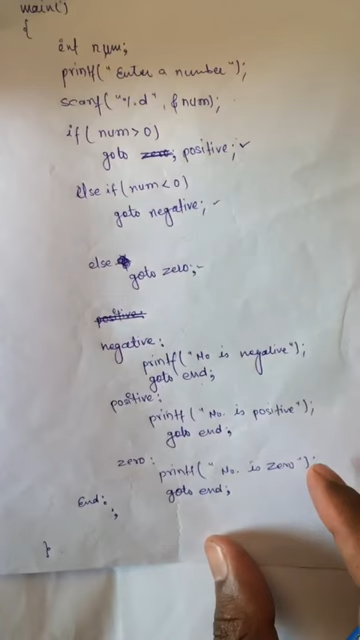 main()
{
int num;
printf("Enter a number");
scanf("%d", &num);
if(num>0)
goto zero; positive;
else if(num<0)
goto negative;
else
goto zero;
positive:
negative:
printf("No is negative");
goto end;
positive:
printf("No. is positive");
goto end;
zero:
printf("No. is zero");
goto end;
End:
;
}